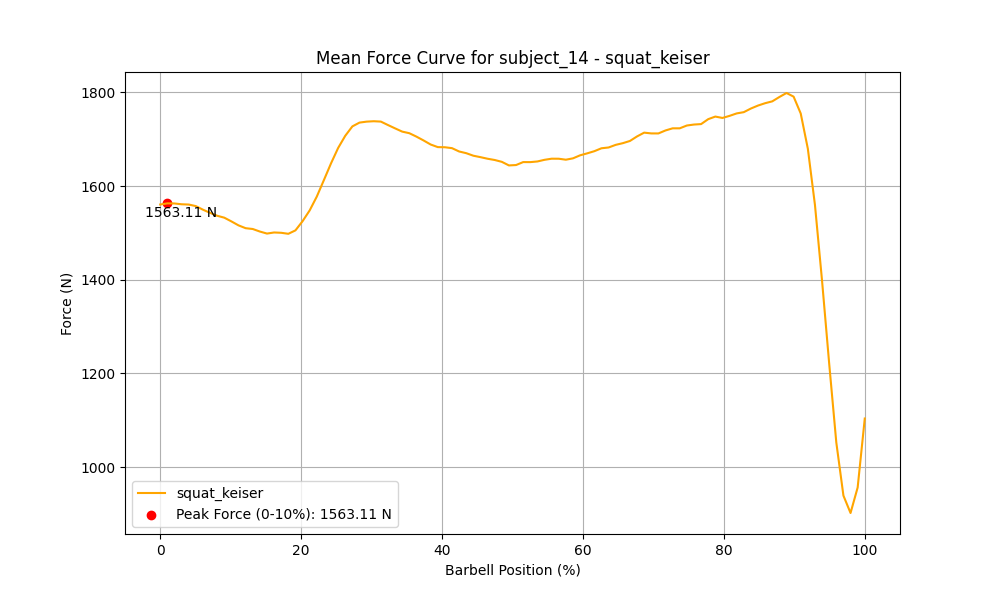 Mean Force Curve for subject_14 - squat_keiser
1800
1600
1400
1200
1000
Force (N)
1563.11 N
squat_keiser
Peak Force (0-10%): 1563.11 N
0
20
40
60
80
100
Barbell Position (%)